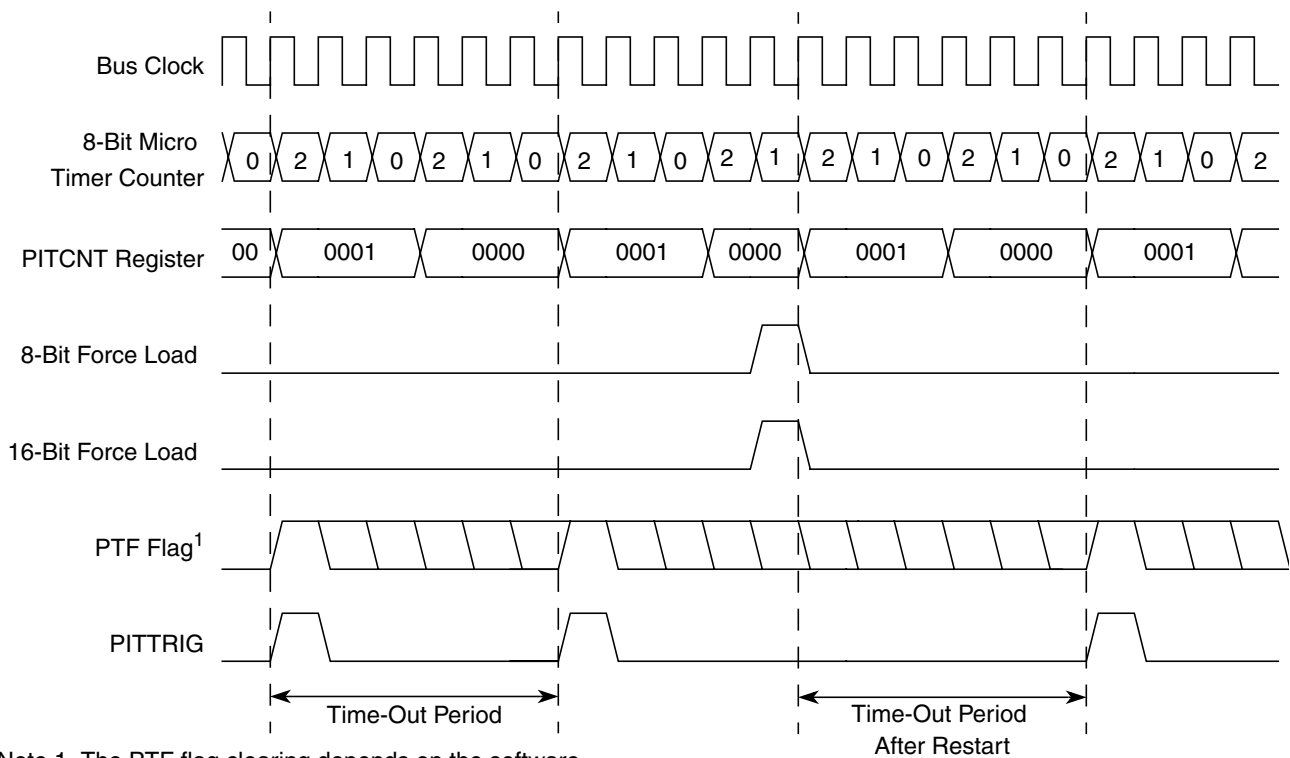 Bus Clock
8-Bit Micro
Timer Counter
0 2 1 0 2 1 0 2 1 0 2 1 2 1 0 2 1 0 2 1 0 2
PITCNT Register
00 0001 0000 0001 0000 0001 0000 0001
8-Bit Force Load
16-Bit Force Load
PTF Flag1
PITTRIG
Time-Out Period
Time-Out Period
After Restart
Note 1. The PTF flag clearing depends on the software